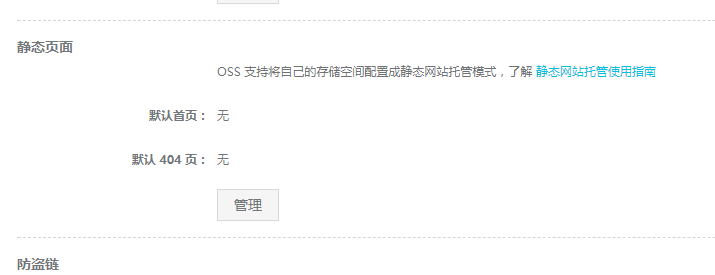 静态页面
OSS 支持将自己的存储空间配置成静态网站托管模式，了解 静态网站托管使用指南
默认首页： 无
默认 404 页： 无
管理
防盗链